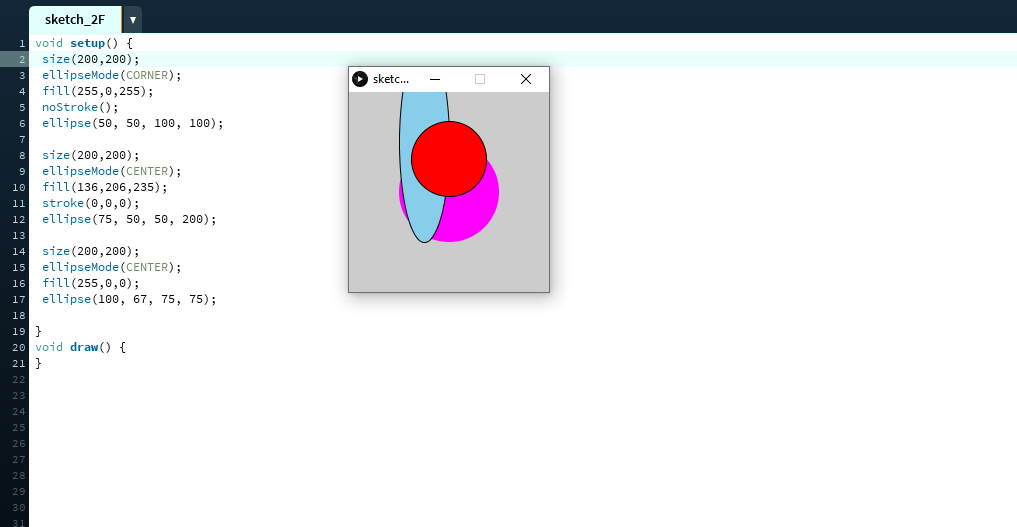 sketch_2F ▼
1 void setup() {
2 size(200,200);
3 ellipseMode(CORNER);
4 fill(255,0,255);
5 noStroke();
6 ellipse(50, 50, 100, 100);
7
8 size(200,200);
9 ellipseMode(CENTER);
10 fill(136,206,235);
11 stroke(0,0,0);
12 ellipse(75, 50, 50, 200);
13
14 size(200,200);
15 ellipseMode(CENTER);
16 fill(255,0,0);
17 ellipse(100, 67, 75, 75);
18
19 }
20 void draw() {
21 }
22
23
24
25
26
27
28
29
30
31
sketc...